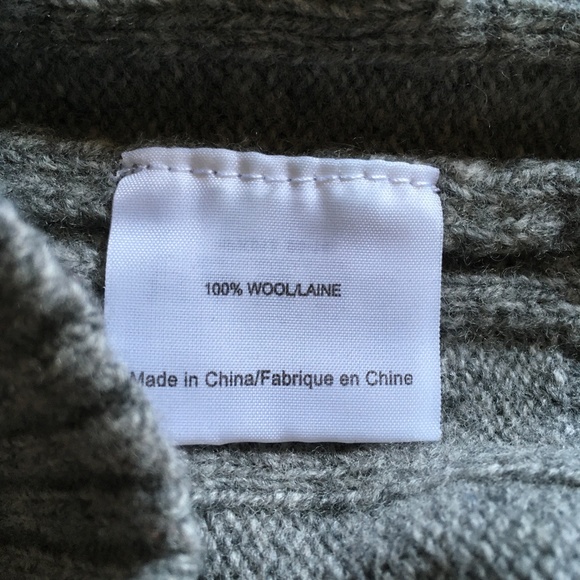 100% WOOL/LAINE
Made in China/Fabrique en Chine